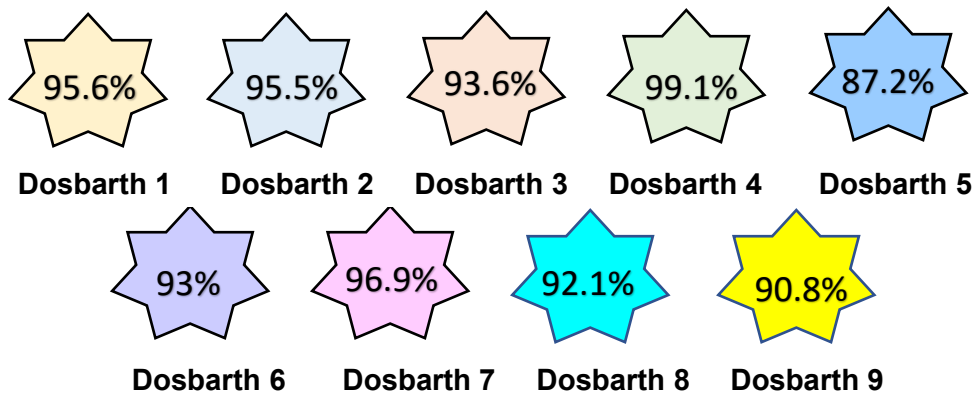 95.6% 95.5% 93.6% 99.1% 87.2%
Dosbarth 1 Dosbarth 2 Dosbarth 3 Dosbarth 4 Dosbarth 5
93% 96.9% 92.1% 90.8%
Dosbarth 6 Dosbarth 7 Dosbarth 8 Dosbarth 9